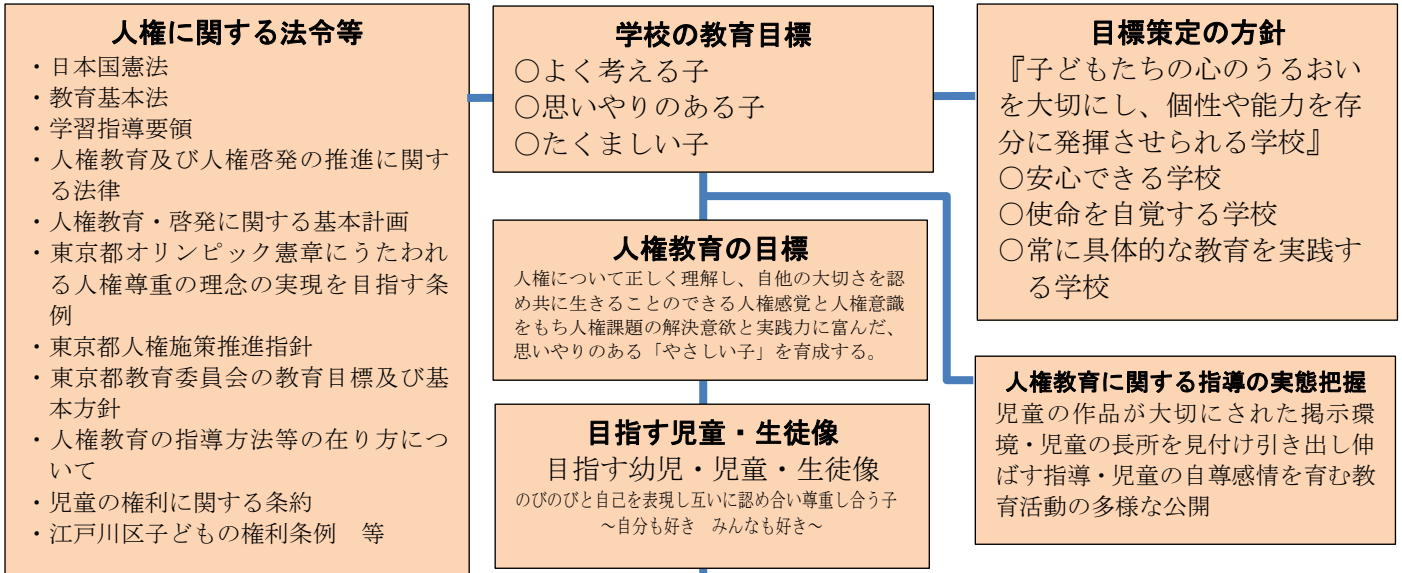 人権に関する法令等
・日本国憲法
・教育基本法
・学習指導要領
・人権教育及び人権啓発の推進に関す
る法律
・人権教育・啓発に関する基本計画
・東京都オリンピック憲章にうたわれ
る人権尊重の理念の実現を目指す条
例
・東京都人権施策推進指針
・東京都教育委員会の教育目標及び基
本方針
・人権教育の指導方法等の在り方につ
いて
・児童の権利に関する条約
・江戸川区子どもの権利条例　等
学校の教育目標
○よく考える子
○思いやりのある子
○たくましい子
人権教育の目標
人権について正しく理解し、自他の大切さを認
め共に生きることのできる人権感覚と人権意識
をもち人権課題の解決意欲と実践力に富んだ、
思いやりのある「やさしい子」を育成する。
目指す児童・生徒像
目指す幼児・児童・生徒像
のびのびと自己を表現し互いに認め合い尊重し合う子
～自分も好き　みんなも好き～
目標策定の方針
『子どもたちの心のうるおい
を大切にし、個性や能力を存
分に発揮させられる学校』
○安心できる学校
○使命を自覚する学校
○常に具体的な教育を実践す
る学校
人権教育に関する指導の実態把握
児童の作品が大切にされた掲示環
境・児童の長所を見付け引き出し伸
ばす指導・児童の自尊感情を育む教
育活動の多様な公開